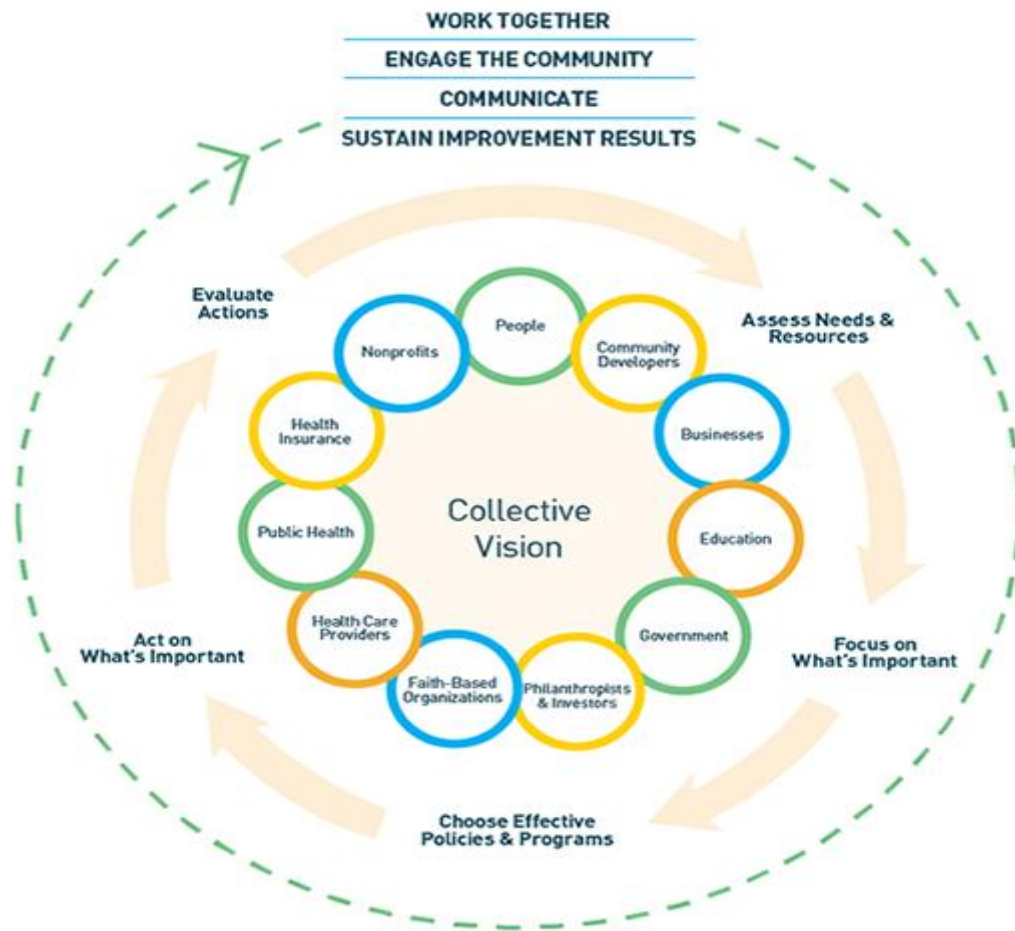 WORK TOGETHER
ENGAGE THE COMMUNITY
COMMUNICATE
SUSTAIN IMPROVEMENT RESULTS
Evaluate
Actions
Assess Needs &
Resources
Focus on
What's Important
Choose Effective
Policies & Programs
Act on
What's Important
People
Community
Developers
Businesses
Education
Government
Philanthropists
& Investors
Faith-Based
Organizations
Health Care
Providers
Public Health
Health
Insurance
Nonprofits
Collective
Vision